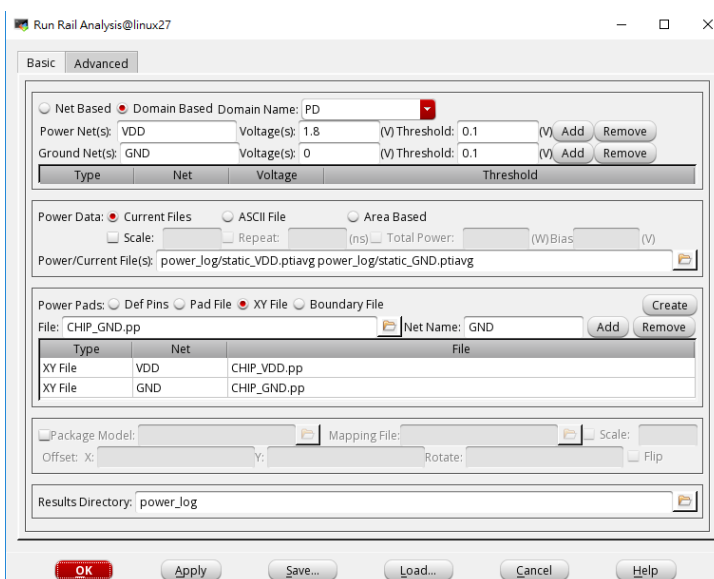 Run Rail Analysis@linux27
Basic Advanced
Net Based Domain Based Domain Name: PD
Power Net(s): VDD Voltage(s): 1.8 (V) Threshold: 0.1 (V) Add Remove
Ground Net(s): GND Voltage(s): 0 (V) Threshold: 0.1 (V) Add Remove
Type Net Voltage Threshold
Power Data: Current Files ASCII File Area Based
Scale: Repeat: (ns) Total Power: (W)Bias (V)
Power/Current File(s): power_log/static_VDD.ptiavg power_log/static_GND.ptiavg
Power Pads: Def Pins Pad File XY File Boundary File Create
File: CHIP_GND.pp Net Name: GND Add Remove
Type Net File
XY File VDD CHIP_VDD.pp
XY File GND CHIP_GND.pp
Package Model: Mapping File: Scale:
Offset: X: Y: Rotate: Flip
Results Directory: power_log
OK Apply Save... Load... Cancel Help